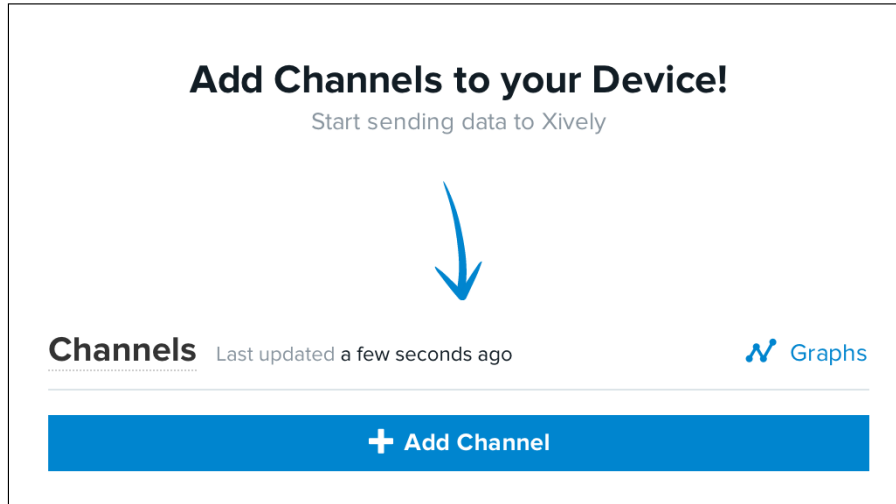 Add Channels to your Device!
Start sending data to Xively
Channels Last updated a few seconds ago Graphs
Add Channel